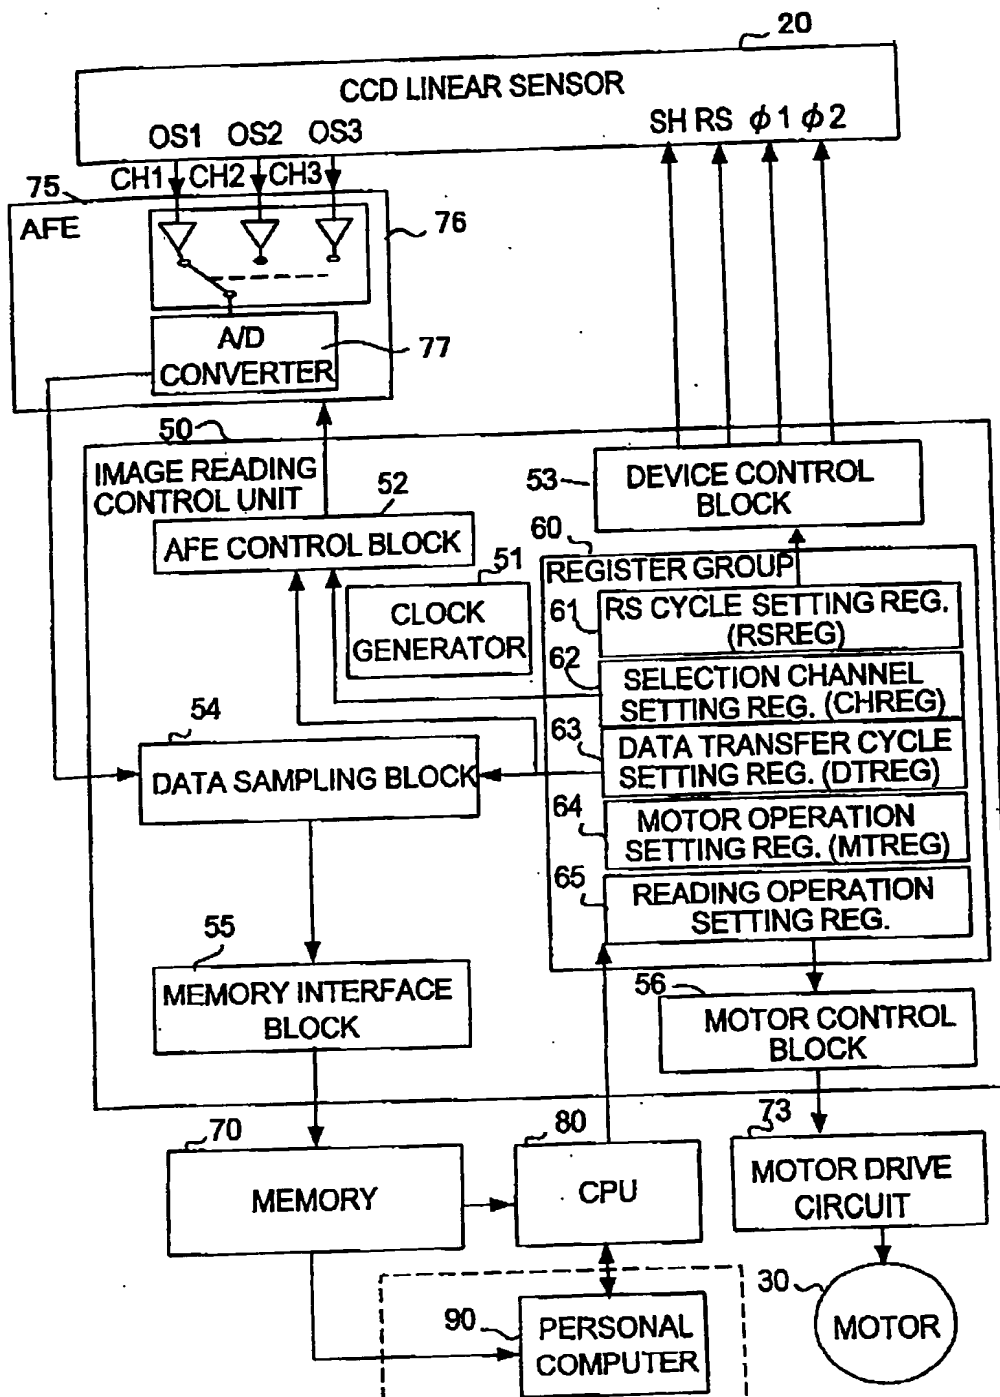 20
CCD LINEAR SENSOR
OS1 OS2 OS3
SH RS ϕ1 ϕ2
CH1 CH2 CH3
75
AFE
76
A/D
CONVERTER
77
50
IMAGE READING
CONTROL UNIT
52
AFE CONTROL BLOCK
51
CLOCK
GENERATOR
53
DEVICE CONTROL
BLOCK
60
REGISTER GROUP
61
RS CYCLE SETTING REG.
(RSREG)
62
SELECTION CHANNEL
SETTING REG. (CHREG)
63
DATA TRANSFER CYCLE
SETTING REG. (DTREG)
64
MOTOR OPERATION
SETTING REG. (MTREG)
65
READING OPERATION
SETTING REG.
54
DATA SAMPLING BLOCK
55
MEMORY INTERFACE
BLOCK
56
MOTOR CONTROL
BLOCK
70
MEMORY
80
CPU
73
MOTOR DRIVE
CIRCUIT
90
PERSONAL
COMPUTER
30
MOTOR